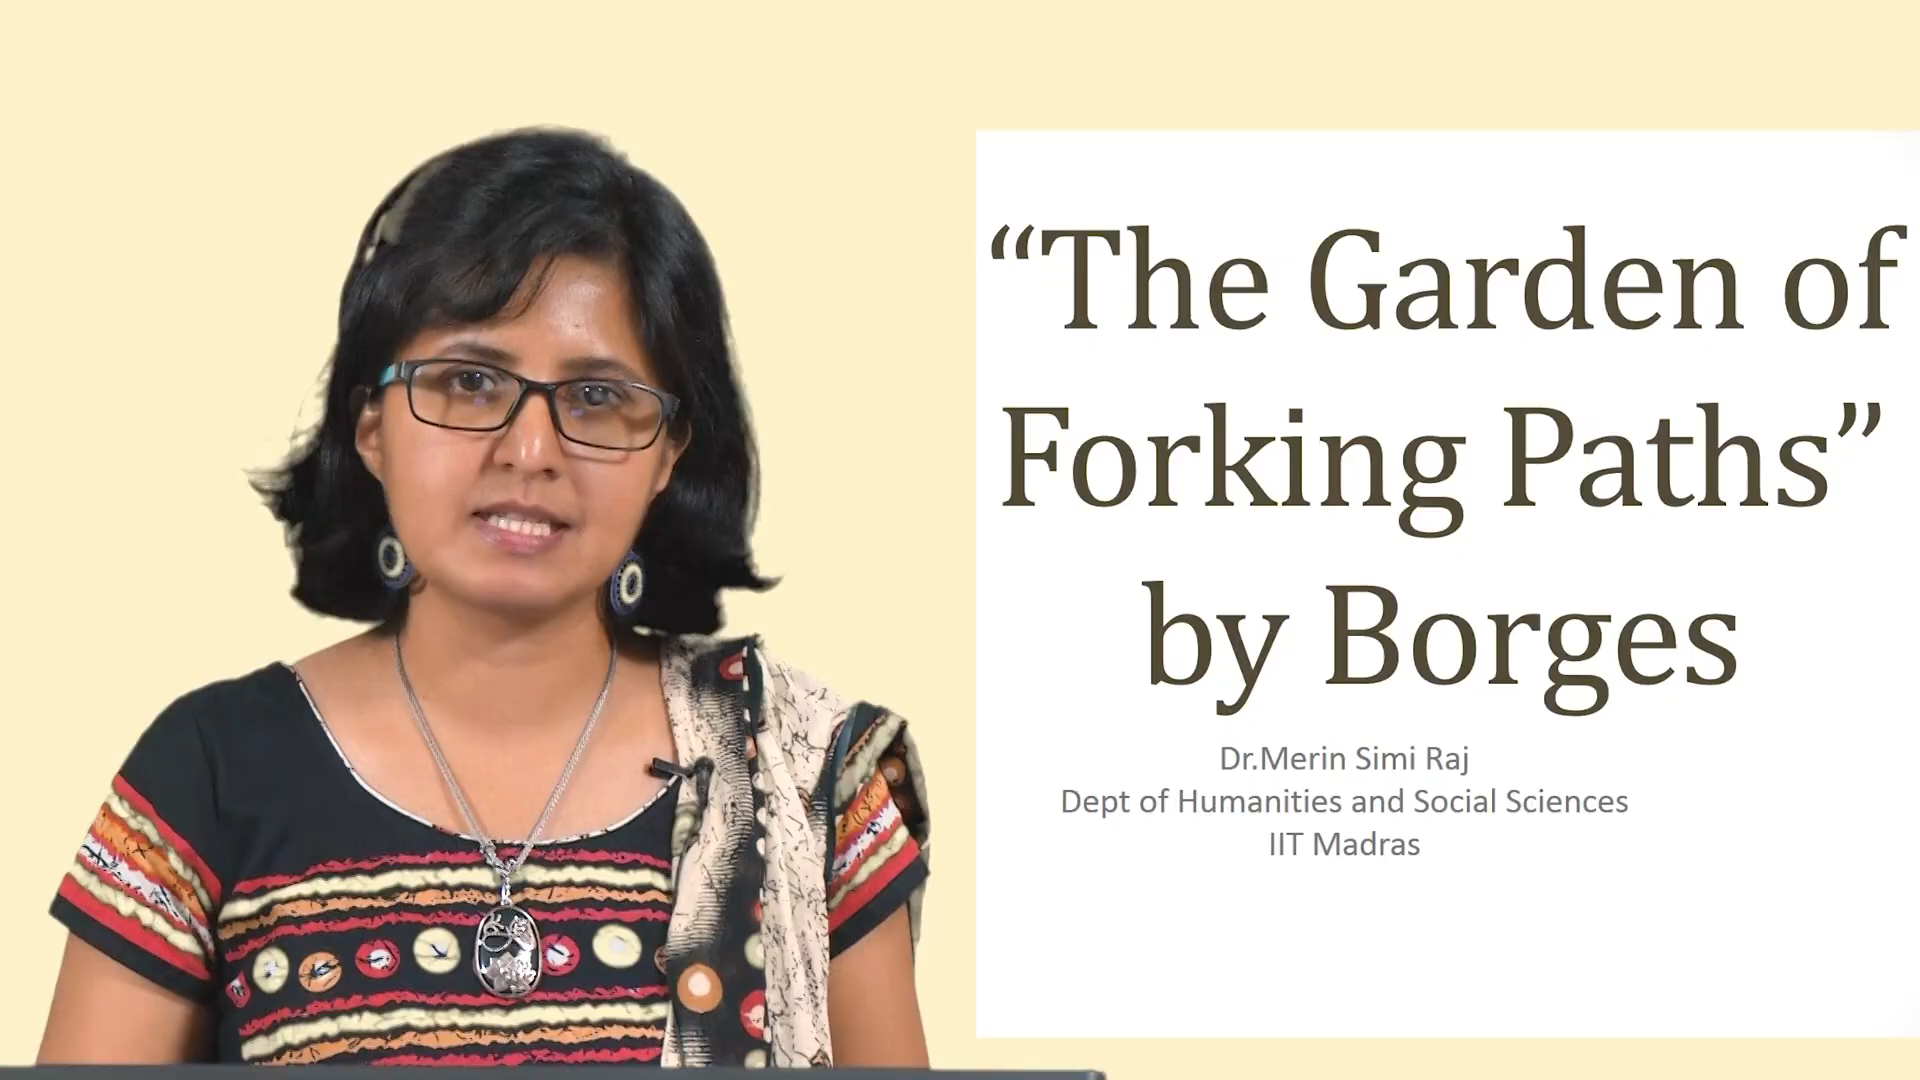 “The Garden of
Forking Paths”
by Borges
Dr.Merin Simi Raj
Dept of Humanities and Social Sciences
IIT Madras